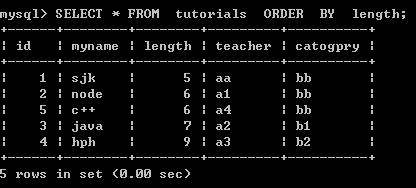 mysql> SELECT * FROM tutorials ORDER BY length;
+----+--------+--------+---------+----------+
| id | myname | length | teacher | catogpry |
+----+--------+--------+---------+----------+
| 1 | sjk | 5 | aa | bb |
| 2 | node | 6 | a1 | bb |
| 5 | c++ | 6 | a4 | bb |
| 3 | java | 7 | a2 | b1 |
| 4 | hph | 9 | a3 | b2 |
+----+--------+--------+---------+----------+
5 rows in set (0.00 sec)